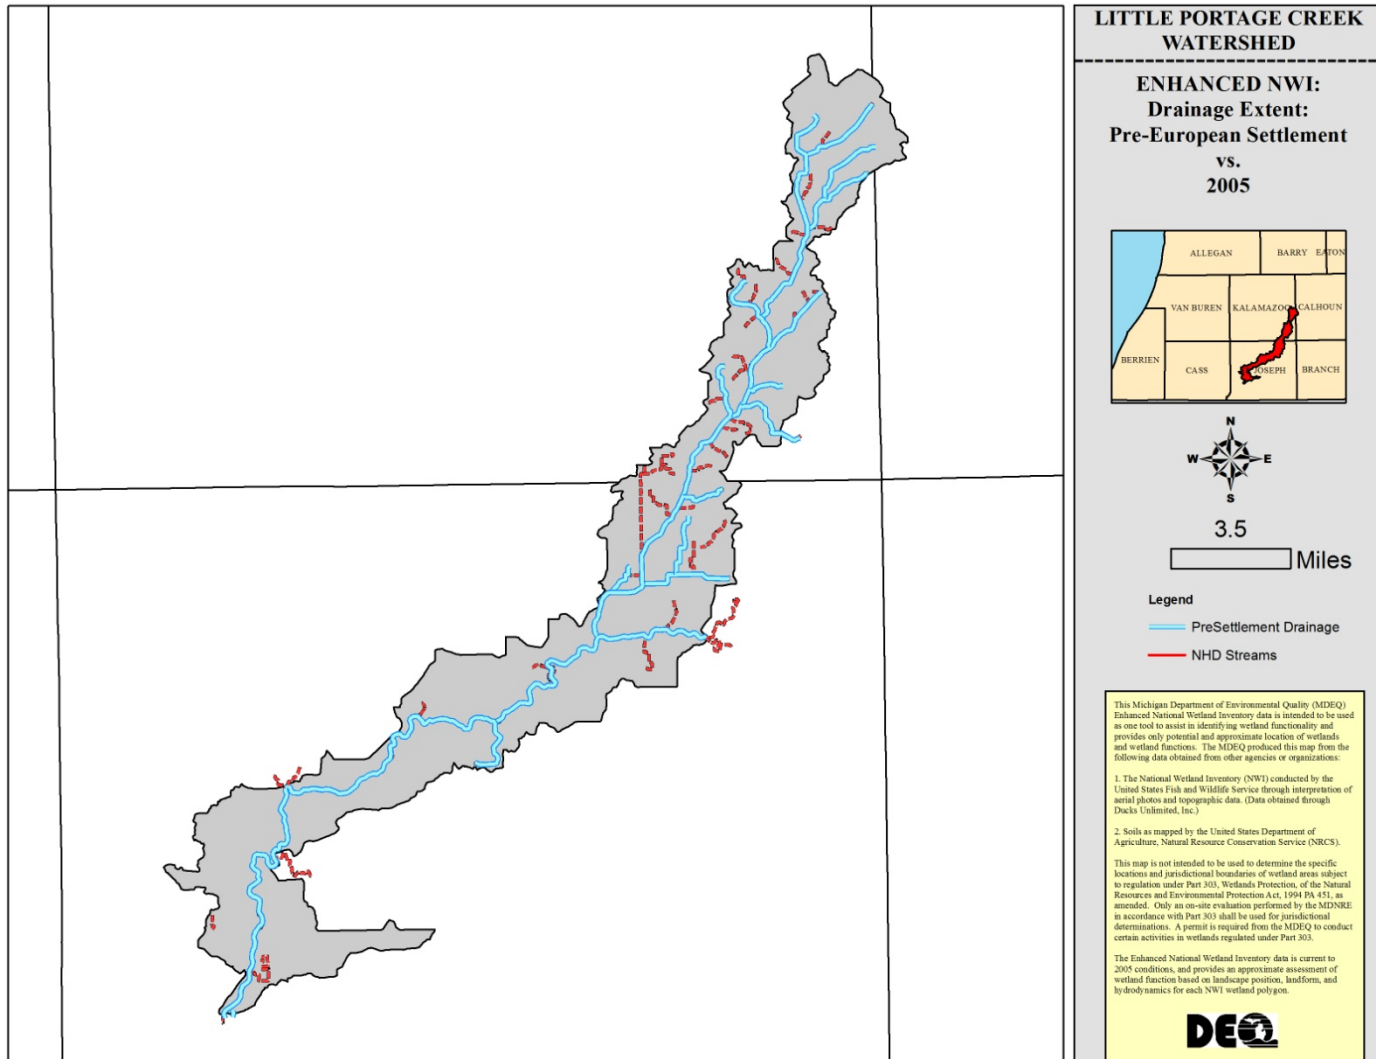 LITTLE PORTAGE CREEK
WATERSHED
ENHANCED NWI:
Drainage Extent:
Pre-European Settlement
vs.
2005
ALLEGAN
BARRY
EATON
VAN BUREN
KALAMAZOO
CALHOUN
BERRIEN
CASS
JOSEPH
BRANCH
N
W
E
S
3.5
Miles
Legend
PreSettlement Drainage
NHD Streams
This Michigan Department of Environmental Quality (MDEQ)
Enhanced National Wetland Inventory data is intended to be used
as one tool to assist in identifying wetland functionality and
provides only potential and approximate location of wetlands
and wetland functions. The MDEQ produced this map from the
following data obtained from other agencies or organizations:
1. The National Wetland Inventory (NWI) conducted by the
United States Fish and Wildlife Service through interpretation of
aerial photos and topographic data. (Data obtained through
Ducks Unlimited, Inc.)
2. Soils as mapped by the United States Department of
Agriculture, Natural Resource Conservation Service (NRCS).
This map is not intended to be used to determine the specific
locations and jurisdictional boundaries of wetland areas subject
to regulation under Part 303, Wetlands Protection, of the Natural
Resources and Environmental Protection Act, 1994 PA 451, as
amended. Only an on-site evaluation performed by the MDNRE
in accordance with Part 303 shall be used for jurisdictional
determinations. A permit is required from the MDEQ to conduct
certain activities in wetlands regulated under Part 303.
The Enhanced National Wetland Inventory data is current to
2005 conditions, and provides an approximate assessment of
wetland function based on landscape position, landform, and
hydrodynamics for each NWI wetland polygon.
DEQ